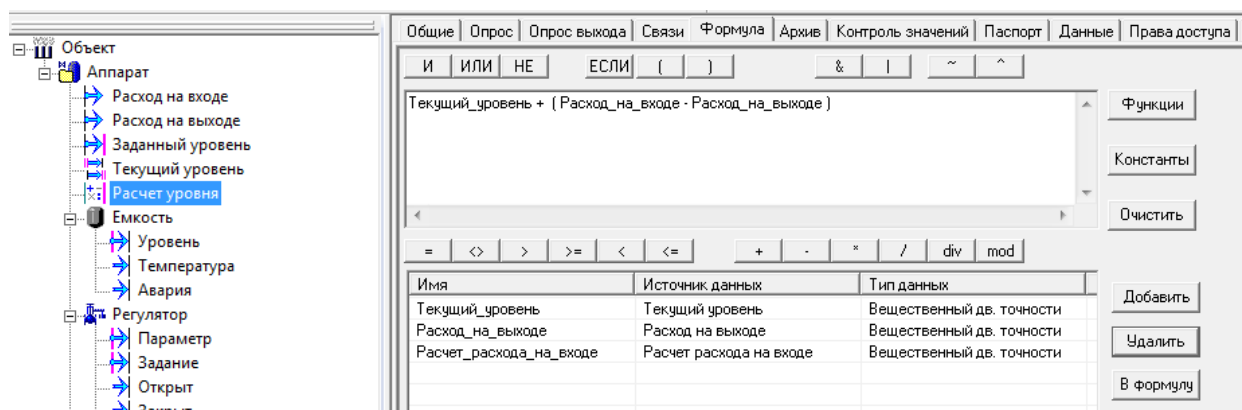 Объект
Аппарат
Расход на входе
Расход на выходе
Заданный уровень
Текущий уровень
Расчет уровня
Емкость
Уровень
Температура
Авария
Регулятор
Параметр
Задание
Открыт
Закрыт
Общие Опрос Опрос выхода Связи Формула Архив Контроль значений Паспорт Данные Права доступа
И ИЛИ НЕ ЕСЛИ ( ) & | ~ ^
Текущий_уровень + ( Расход_на_входе - Расход_на_выходе )
Функции
Константы
Очистить
= <> > >= < <= + - * / div mod
Имя Источник данных Тип данных
Текущий_уровень Текущий уровень Вещественный дв. точности
Расход_на_выходе Расход на выходе Вещественный дв. точности
Расчет_расхода_на_входе Расчет расхода на входе Вещественный дв. точности
Добавить
Удалить
В формулу